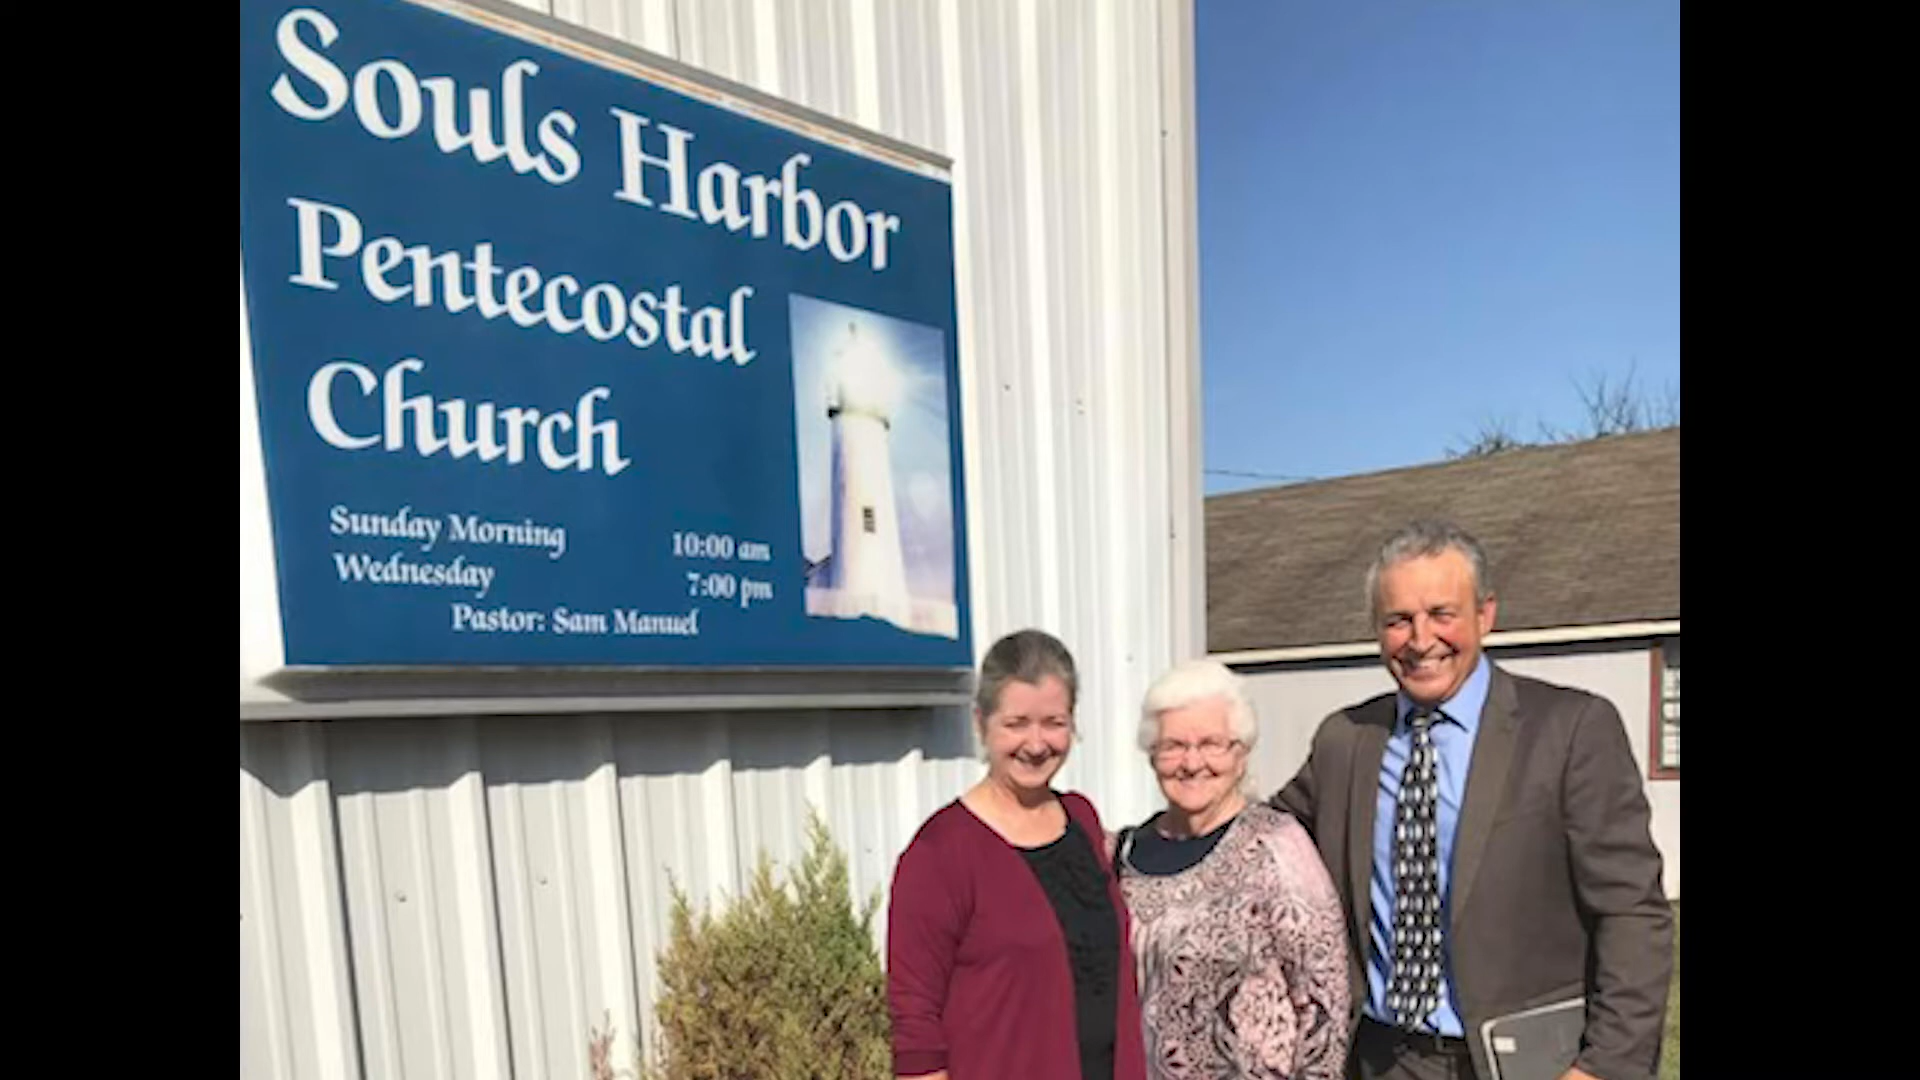 Souls Harbor
Pentecostal
Church
Sunday Morning 10:00 am
Wednesday 7:00 pm
Pastor: Sam Manuel